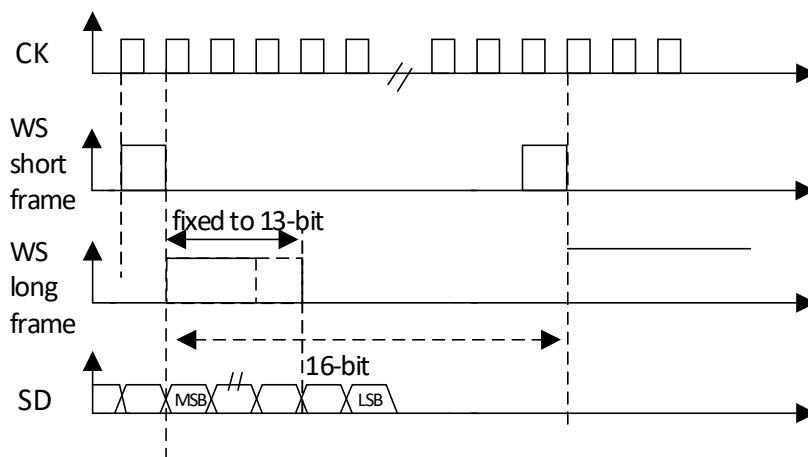 CK
WS
short
frame
fixed to 13-bit
WS
long
frame
16-bit
SD
MSB
LSB